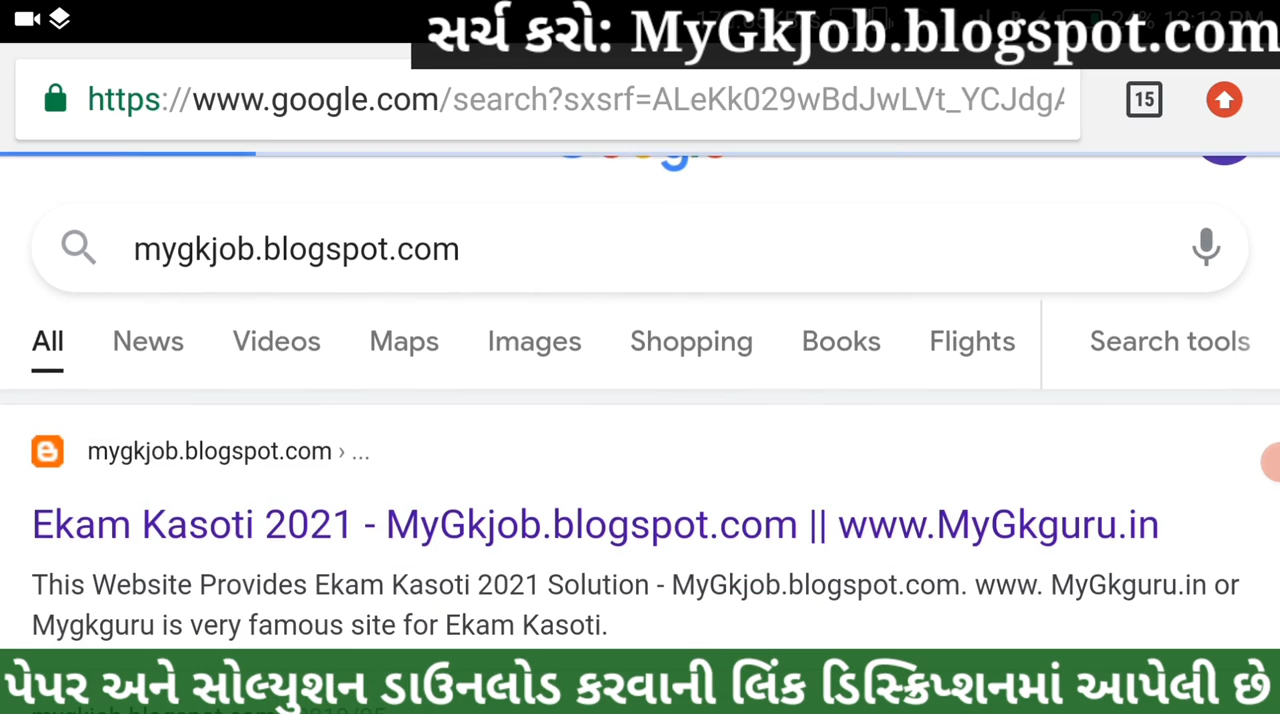 સર્ચ કરો: MyGkJob.blogspot.com
https://www.google.com/search?sxsrf=ALeKk029wBdJwLVt_YCJdgA
15
mygkjob.blogspot.com
All News Videos Maps Images Shopping Books Flights Search tools
mygkjob.blogspot.com › ...
Ekam Kasoti 2021 - MyGkjob.blogspot.com || www.MyGkguru.in
This Website Provides Ekam Kasoti 2021 Solution - MyGkjob.blogspot.com. www. MyGkguru.in or
Mygkguru is very famous site for Ekam Kasoti.
પેપર અને સોલ્યુશન ડાઉનલોડ કરવાની લિંક ડિસ્ક્રિપ્શનમાં આપેલી છે